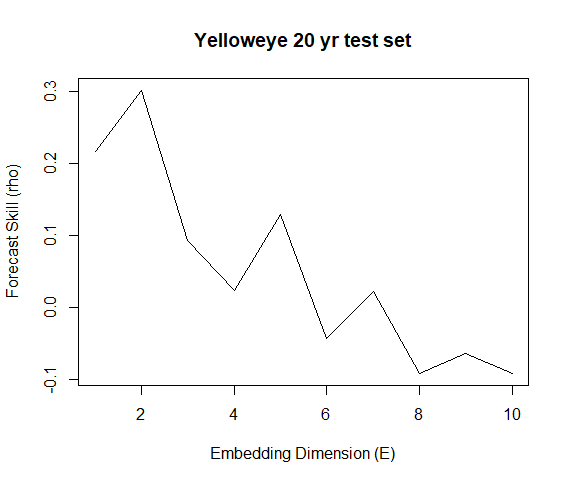 Yelloweye 20 yr test set
Forecast Skill (rho)
0.3
0.2
0.1
0.0
-0.1
2 4 6 8 10
Embedding Dimension (E)